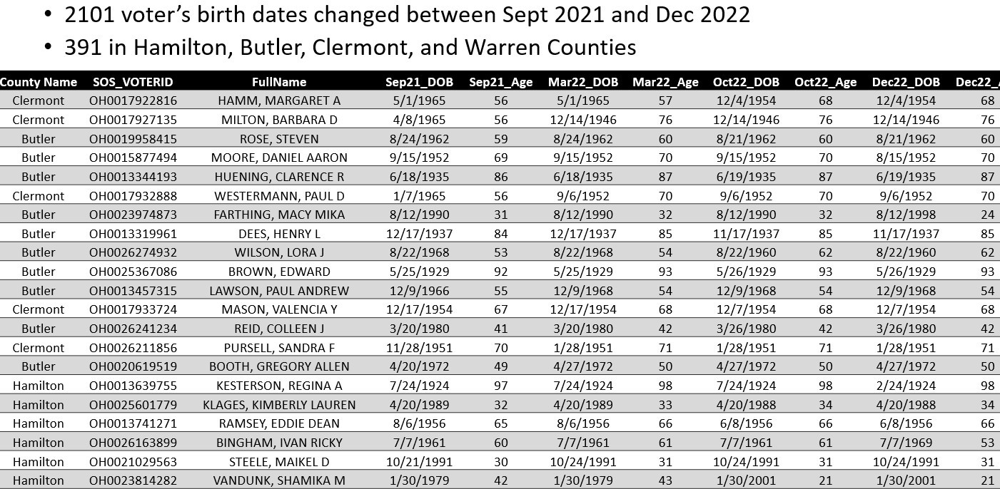 • 2101 voter’s birth dates changed between Sept 2021 and Dec 2022
• 391 in Hamilton, Butler, Clermont, and Warren Counties
County Name SOS_VOTERID FullName Sep21_DOB Sep21_Age Mar22_DOB Mar22_Age Oct22_DOB Oct22_Age Dec22_DOB Dec22_
Clermont OH0017922816 HAMM, MARGARET A 5/1/1965 56 5/1/1965 57 12/4/1954 68 12/4/1954 68
Clermont OH0017927135 MILTON, BARBARA D 4/8/1965 56 12/14/1946 76 12/14/1946 76 12/14/1946 76
Butler OH0019958415 ROSE, STEVEN 8/24/1962 59 8/24/1962 60 8/21/1962 60 8/21/1962 60
Butler OH0015877494 MOORE, DANIEL AARON 9/15/1952 69 9/15/1952 70 9/15/1952 70 8/15/1952 70
Butler OH0013344193 HUENING, CLARENCE R 6/18/1935 86 6/18/1935 87 6/19/1935 87 6/19/1935 87
Clermont OH0017932888 WESTERMANN, PAUL D 1/7/1965 56 9/6/1952 70 9/6/1952 70 9/6/1952 70
Butler OH0023974873 FARTHING, MACY MIKA 8/12/1990 31 8/12/1990 32 8/12/1990 32 8/12/1998 24
Butler OH0013319961 DEES, HENRY L 12/17/1937 84 12/17/1937 85 11/17/1937 85 11/17/1937 85
Butler OH0026274932 WILSON, LORA J 8/22/1968 53 8/22/1968 54 8/22/1960 62 8/22/1960 62
Butler OH0025367086 BROWN, EDWARD 5/25/1929 92 5/25/1929 93 5/26/1929 93 5/26/1929 93
Butler OH0013457315 LAWSON, PAUL ANDREW 12/9/1966 55 12/9/1968 54 12/9/1968 54 12/9/1968 54
Clermont OH0017933724 MASON, VALENCIA Y 12/17/1954 67 12/17/1954 68 12/7/1954 68 12/7/1954 68
Butler OH0026241234 REID, COLLEEN J 3/20/1980 41 3/20/1980 42 3/26/1980 42 3/26/1980 42
Clermont OH0026211856 PURSELL, SANDRA F 11/28/1951 70 1/28/1951 71 1/28/1951 71 1/28/1951 71
Butler OH0020619519 BOOTH, GREGORY ALLEN 4/20/1972 49 4/27/1972 50 4/27/1972 50 4/27/1972 50
Hamilton OH0013639755 KESTERSON, REGINA A 7/24/1924 97 7/24/1924 98 7/24/1924 98 2/24/1924 98
Hamilton OH0025601779 KLAGES, KIMBERLY LAUREN 4/20/1989 32 4/20/1989 33 4/20/1988 34 4/20/1988 34
Hamilton OH0013741271 RAMSEY, EDDIE DEAN 8/6/1956 65 8/6/1956 66 6/8/1956 66 6/8/1956 66
Hamilton OH0026163899 BINGHAM, IVAN RICKY 7/7/1961 60 7/7/1961 61 7/7/1961 61 7/7/1969 53
Hamilton OH0021029563 STEELE, MAIKEL D 10/21/1991 30 10/24/1991 31 10/24/1991 31 10/24/1991 31
Hamilton OH0023814282 VANDUNK, SHAMIKA M 1/30/1979 42 1/30/1979 43 1/30/2001 21 1/30/2001 21